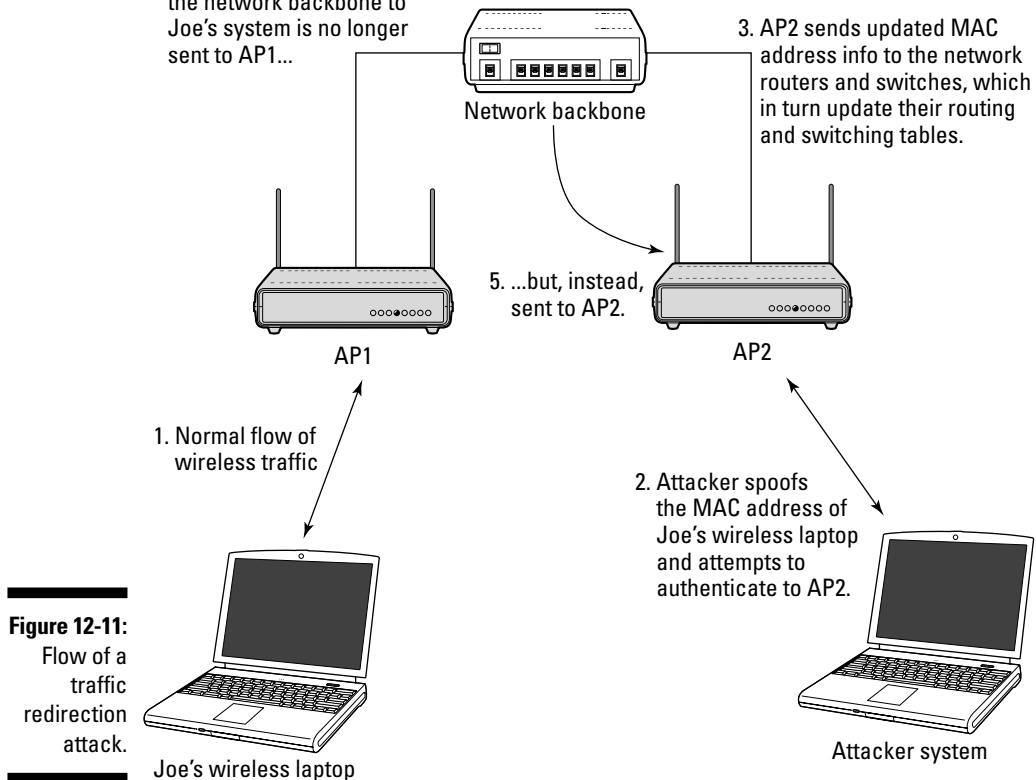 the network backbone to
Joe's system is no longer
sent to AP1...
3. AP2 sends updated MAC
address info to the network
routers and switches, which
in turn update their routing
and switching tables.
Network backbone
5. ...but, instead,
sent to AP2.
AP1
AP2
1. Normal flow of
wireless traffic
2. Attacker spoofs
the MAC address of
Joe's wireless laptop
and attempts to
authenticate to AP2.
Figure 12-11:
Flow of a
traffic
redirection
attack.
Joe's wireless laptop
Attacker system